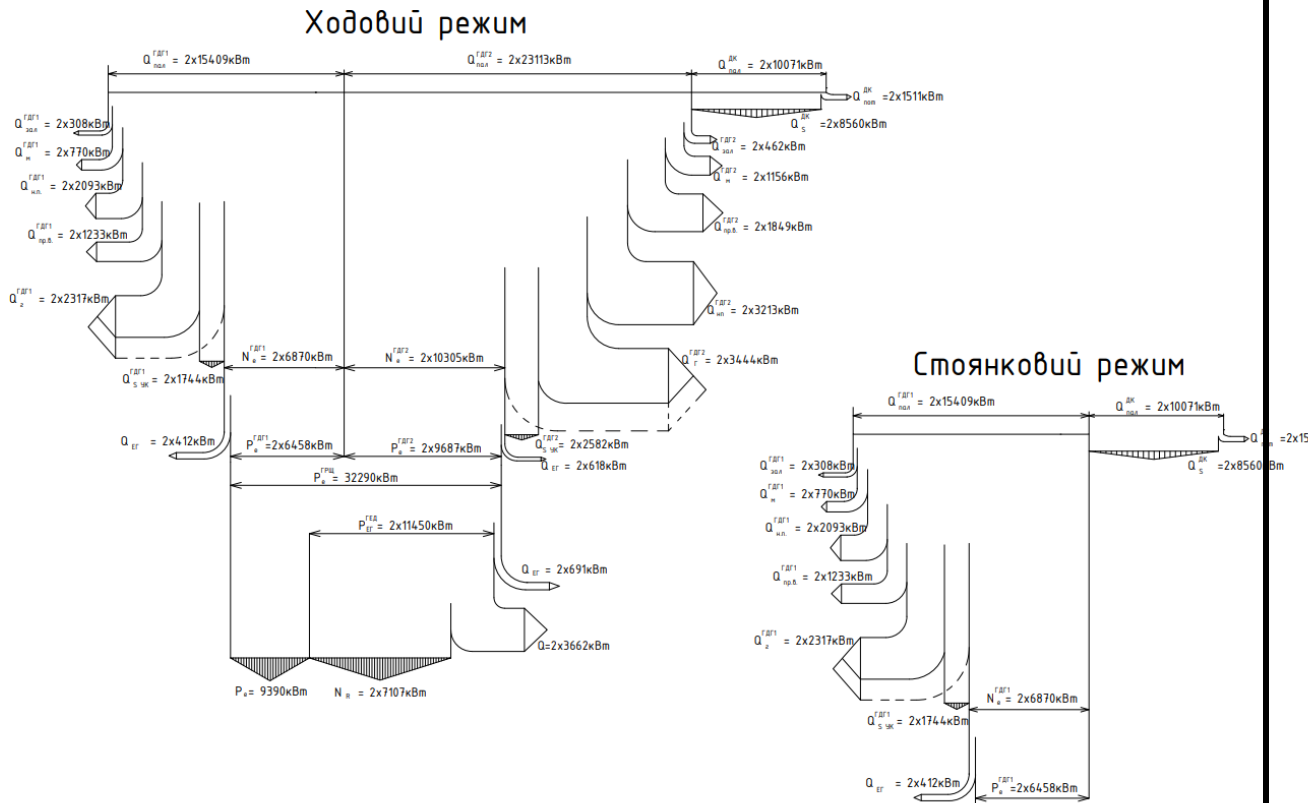 Ходовий режим
Q ГДГ1 пал = 2x15409кВт
Q ГДГ2 пал = 2x23113кВт
Q ДК пал = 2x10071кВт
Q ДК пот =2x1511кВт
Q ДК S =2x8560кВт
Q ГДГ1 зал = 2x308кВт
Q ГДГ1 м = 2x770кВт
Q ГДГ1 н.п. = 2x2093кВт
Q ГДГ1 пр.в. = 2x1233кВт
Q ГДГ1 г = 2x2317кВт
Q ГДГ2 зал = 2x462кВт
Q ГДГ2 м = 2x1156кВт
Q ГДГ2 пр.в. = 2x1849кВт
Q ГДГ2 нп = 2x3213кВт
Q ГДГ2 Г = 2x3444кВт
N ГДГ1 е = 2x6870кВт
N ГДГ2 е = 2x10305кВт
Q ГДГ1 S УК = 2x1744кВт
Q ЕГ = 2x412кВт
P ГДГ1 е =2x6458кВт
P ГДГ2 е = 2x9687кВт
Q ГДГ2 S УК = 2x2582кВт
Q ЕГ = 2x618кВт
P ГРЩ е = 32290кВт
P ГЕД ЕГ = 2x11450кВт
Q ЕГ = 2x691кВт
Q=2x3662кВт
P е = 9390кВт
N R = 2x7107кВт
Стоянковий режим
Q ГДГ1 пал = 2x15409кВт
Q ДК пал = 2x10071кВт
= 2x15
Q ДК S =2x8560кВт
Q ГДГ1 зал = 2x308кВт
Q ГДГ1 м = 2x770кВт
Q ГДГ1 н.п. = 2x2093кВт
Q ГДГ1 пр.в. = 2x1233кВт
Q ГДГ1 г = 2x2317кВт
N ГДГ1 е = 2x6870кВт
Q ГДГ1 S УК = 2x1744кВт
Q ЕГ = 2x412кВт
P ГДГ1 е =2x6458кВт